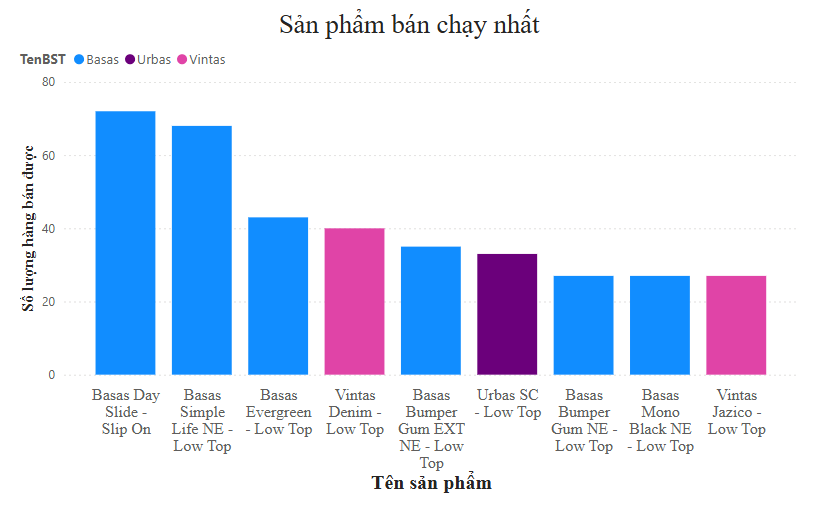 Sản phẩm bán chạy nhất
TenBST Basas Urbas Vintas
80
60
40
20
0
Số lượng hàng bán được
Basas Day
Slide -
Slip On
Basas
Simple
Life NE -
Low Top
Basas
Evergreen
- Low Top
Vintas
Denim -
Low Top
Basas
Bumper
Gum EXT
NE - Low
Top
Urbas SC
- Low Top
Basas
Bumper
Gum NE -
Low Top
Basas
Mono
Black NE
- Low Top
Vintas
Jazico -
Low Top
Tên sản phẩm